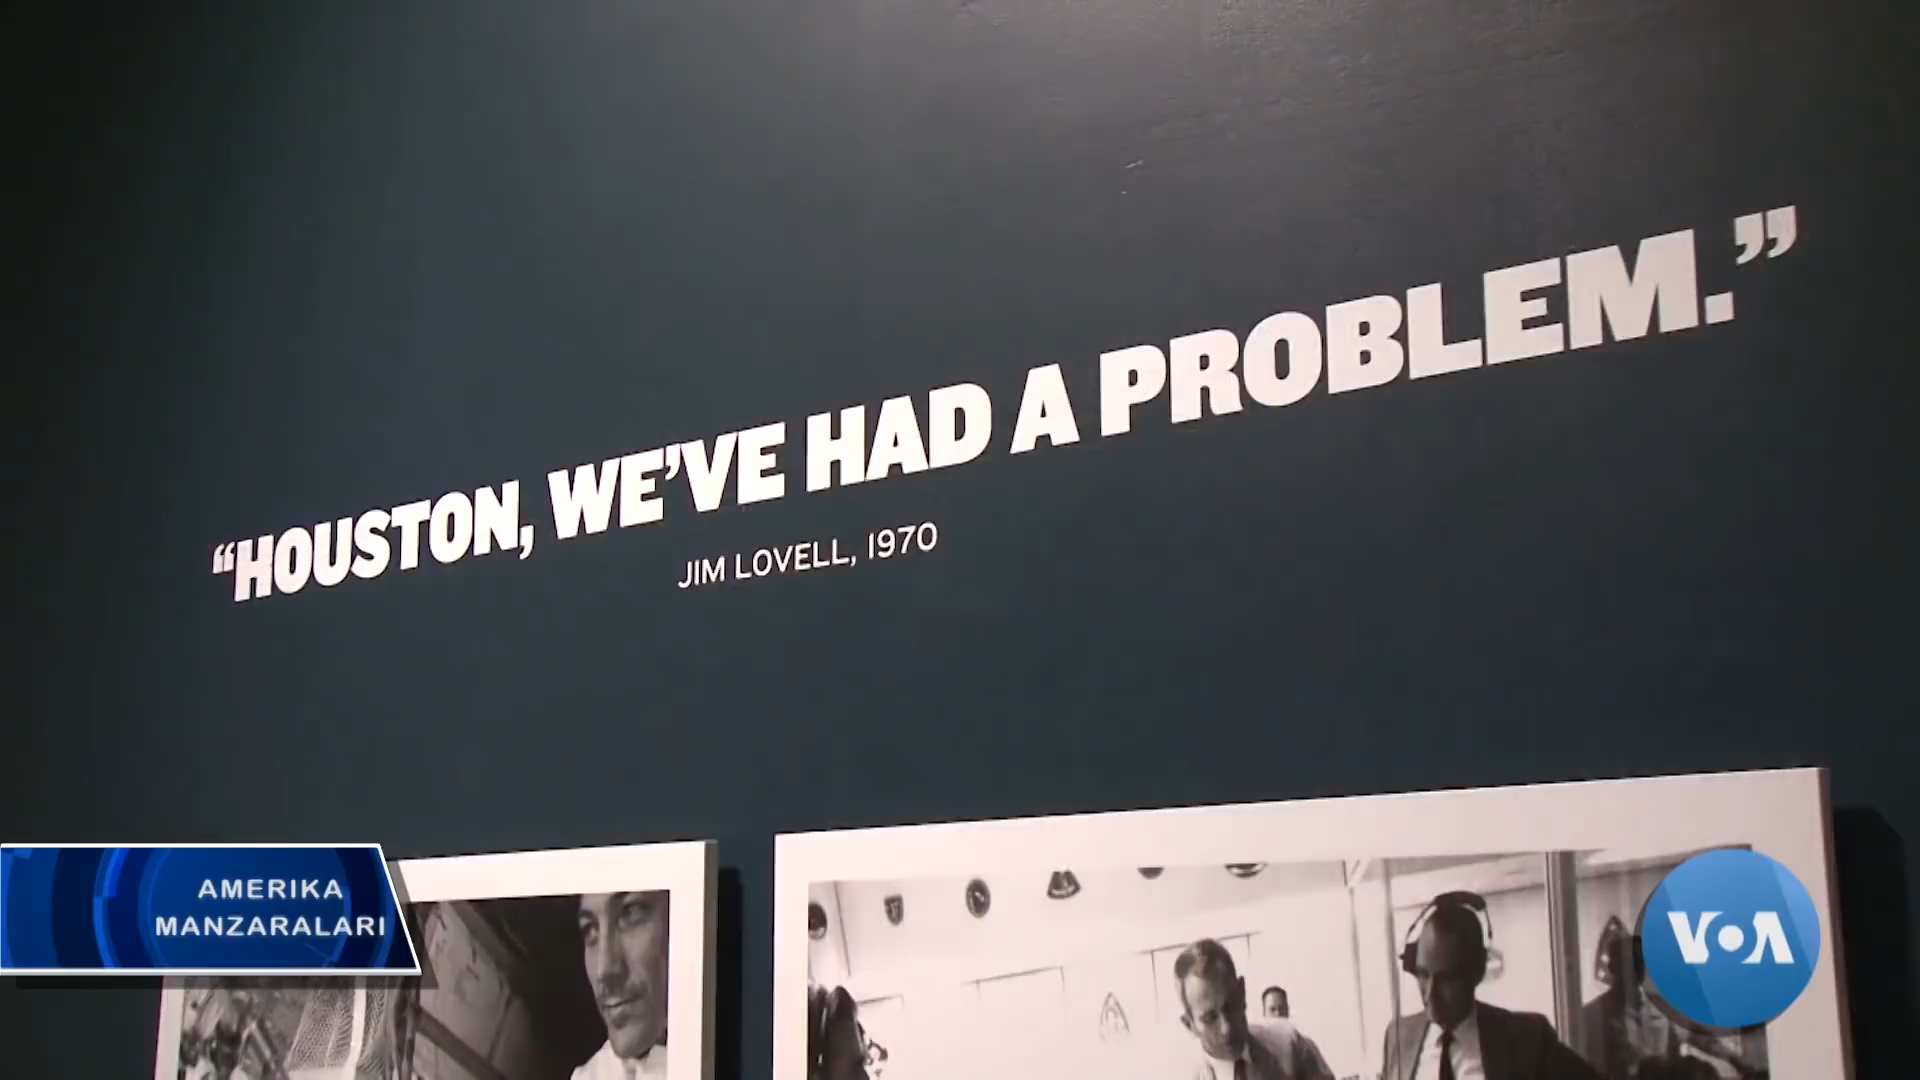 “HOUSTON, WE’VE HAD A PROBLEM.”
JIM LOVELL, 1970
AMERIKA
MANZARALARI
VOA